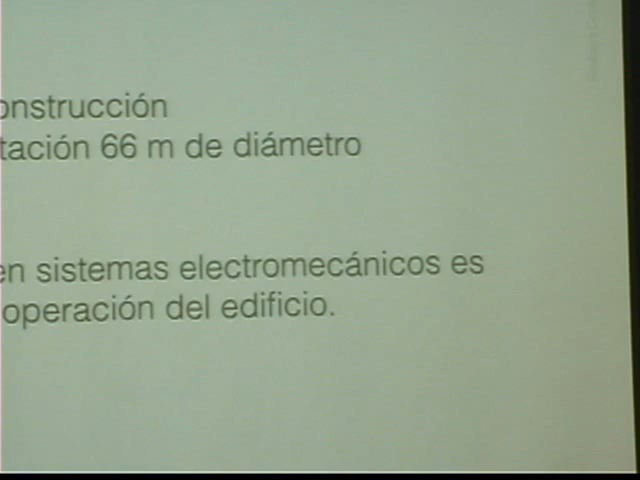 onstrucción
tación 66 m de diámetro
en sistemas electromecánicos es
operación del edificio.